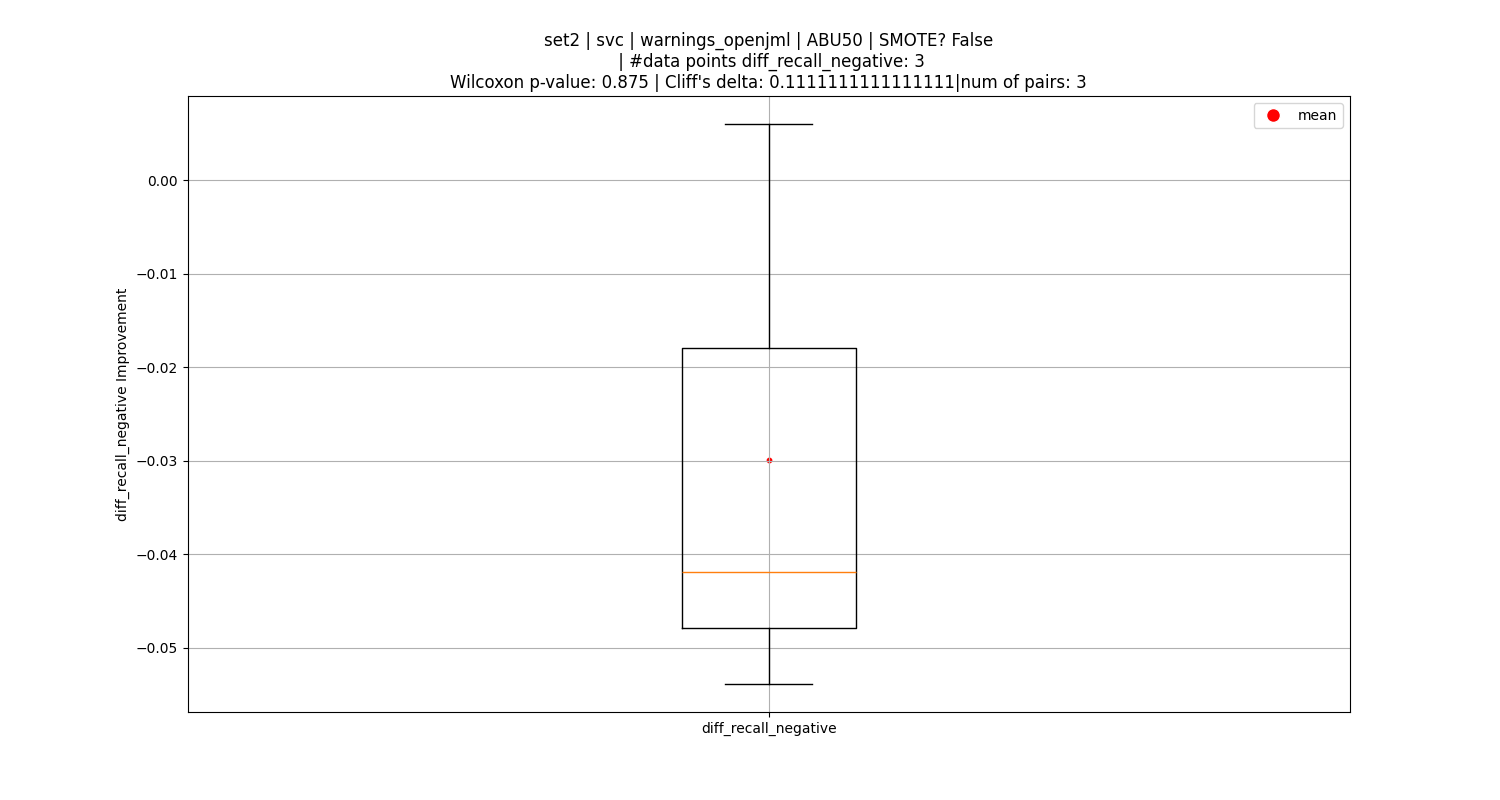 set2 | svc | warnings_openjml | ABU50 | SMOTE? False
| #data points diff_recall_negative: 3
Wilcoxon p-value: 0.875 | Cliff's delta: 0.1111111111111111|num of pairs: 3
mean
0.00
−0.01
−0.02
−0.03
−0.04
−0.05
diff_recall_negative Improvement
diff_recall_negative